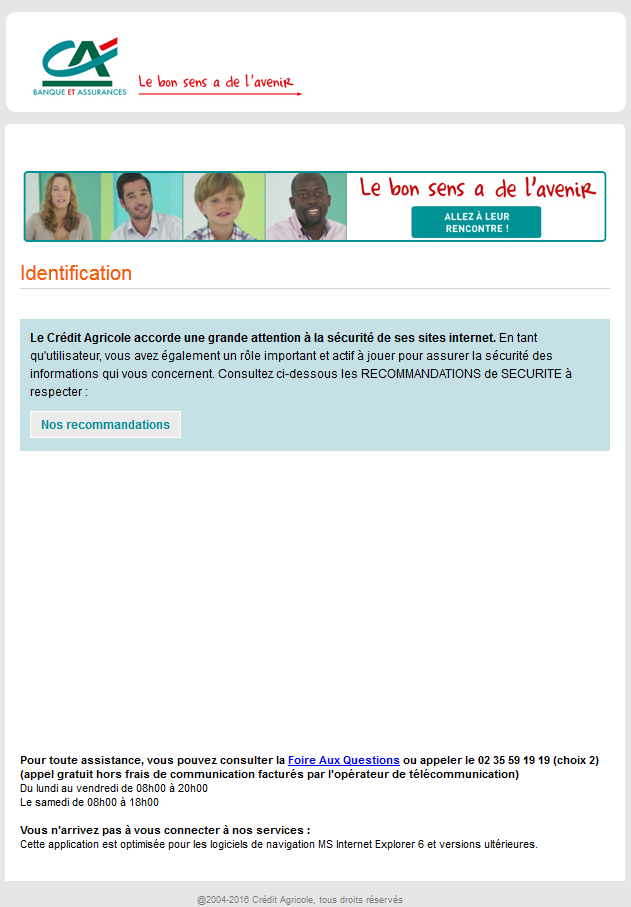 CA
BANQUE ET ASSURANCES
Le bon sens a de l'avenir
Le bon sens a de l'avenir
ALLEZ À LEUR
RENCONTRE !
Identification
Le Crédit Agricole accorde une grande attention à la sécurité de ses sites internet. En tant
qu'utilisateur, vous avez également un rôle important et actif à jouer pour assurer la sécurité des
informations qui vous concernent. Consultez ci-dessous les RECOMMANDATIONS de SECURITE à
respecter :
Nos recommandations
Pour toute assistance, vous pouvez consulter la Foire Aux Questions ou appeler le 02 35 59 19 19 (choix 2)
(appel gratuit hors frais de communication facturés par l'opérateur de télécommunication)
Du lundi au vendredi de 08h00 à 20h00
Le samedi de 08h00 à 18h00
Vous n'arrivez pas à vous connecter à nos services :
Cette application est optimisée pour les logiciels de navigation MS Internet Explorer 6 et versions ultérieures.
@2004-2016 Crédit Agricole, tous droits réservés